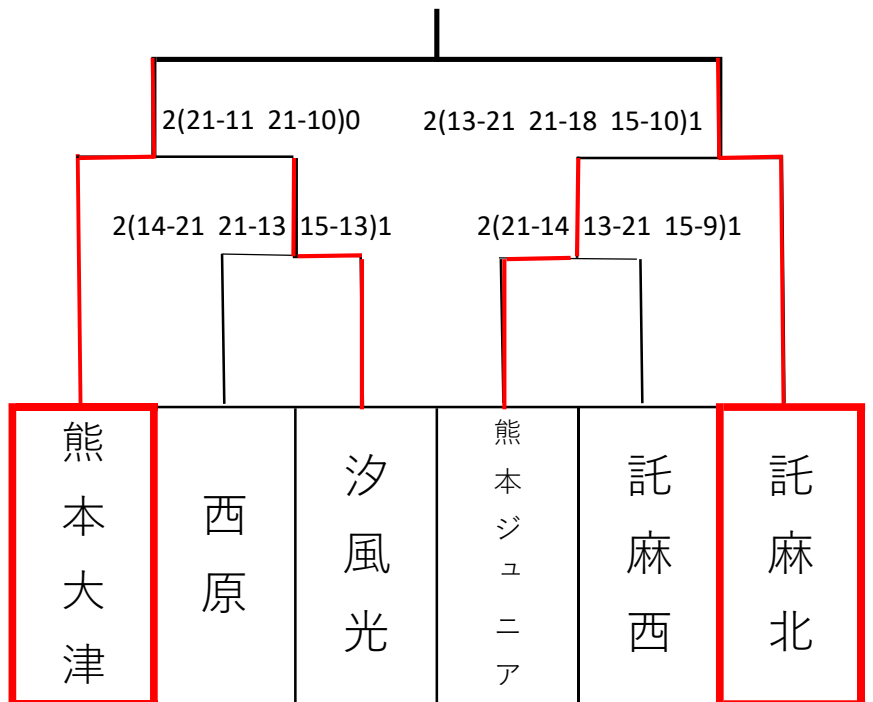 2(21-11 21-10)0
2(13-21 21-18 15-10)1
2(14-21 21-13 15-13)1
2(21-14 13-21 15-9)1
熊本大津
西原
汐風光
熊本ジュニア
託麻西
託麻北